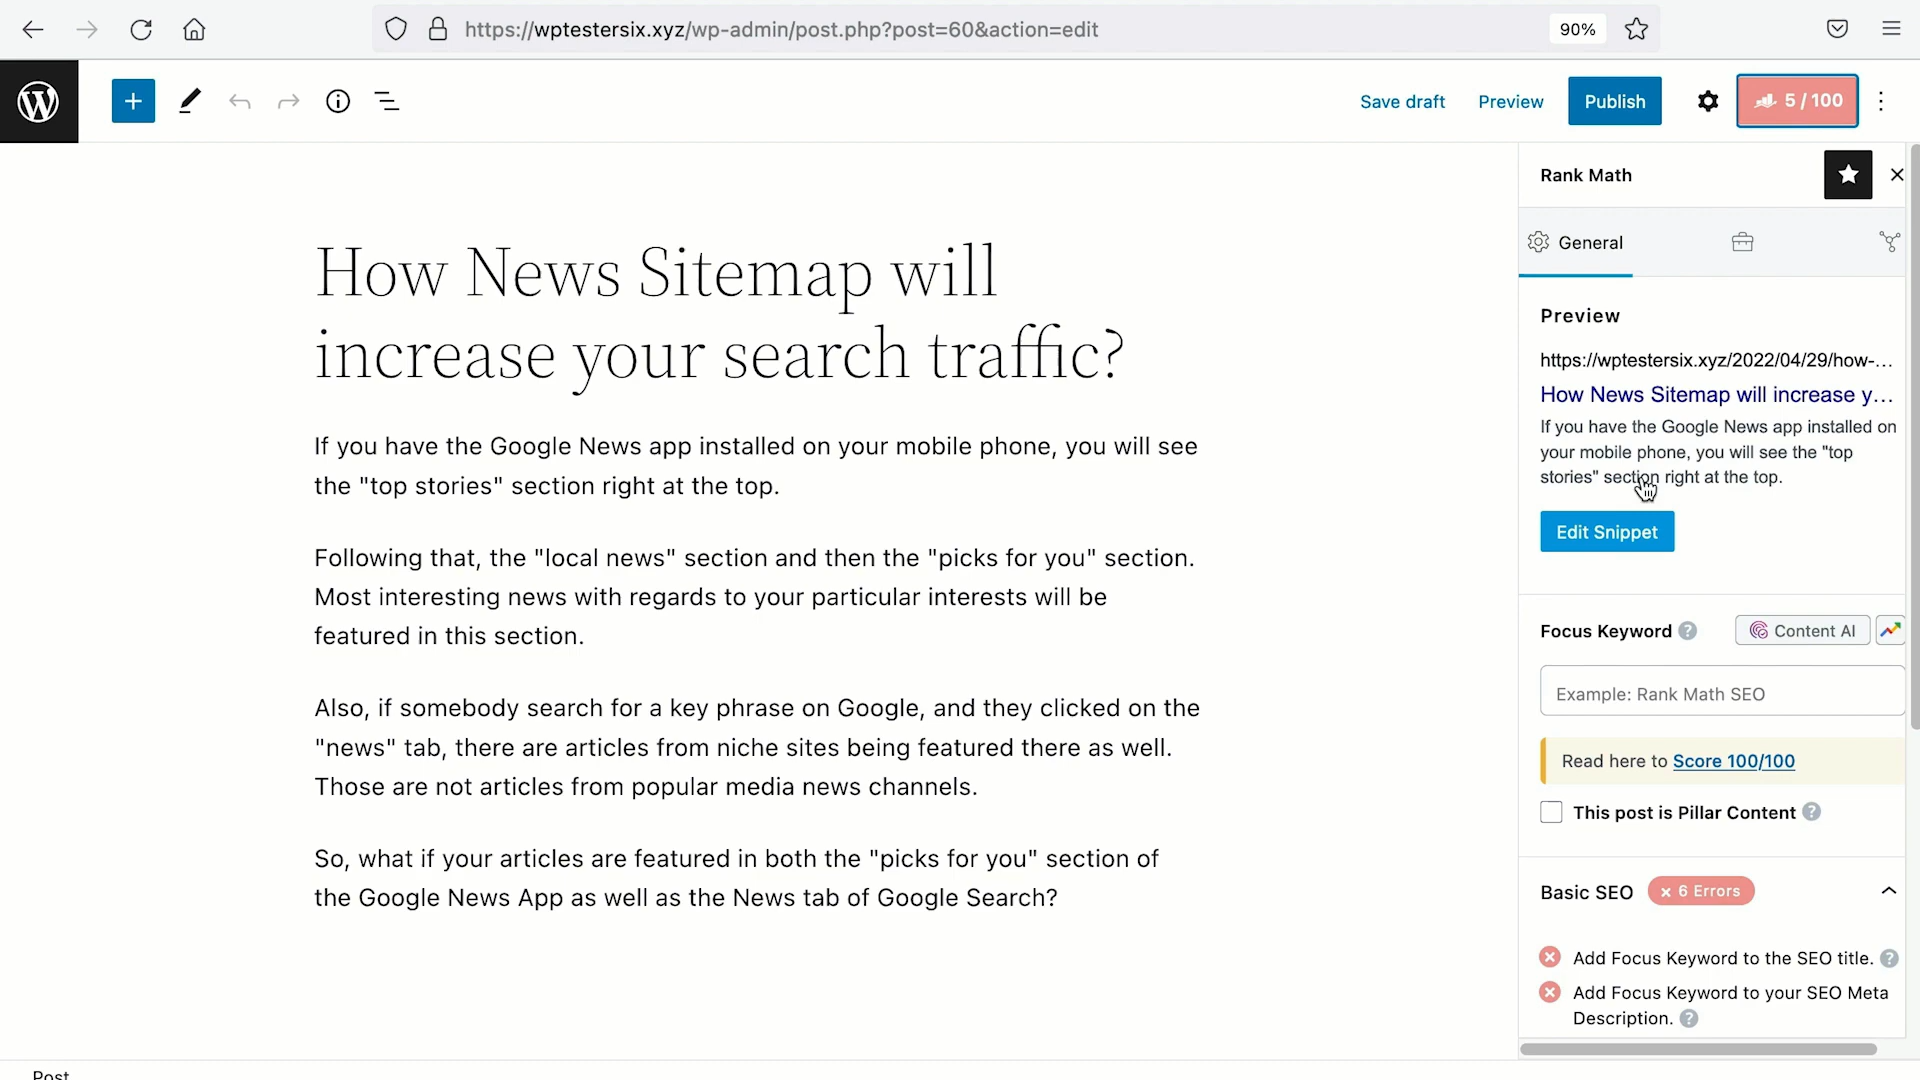 https://wptestersix.xyz/wp-admin/post.php?post=60&action=edit
90%
Save draft
Preview
Publish
5 / 100
Rank Math
General
How News Sitemap will
increase your search traffic?
If you have the Google News app installed on your mobile phone, you will see
the "top stories" section right at the top.
Following that, the "local news" section and then the "picks for you" section.
Most interesting news with regards to your particular interests will be
featured in this section.
Also, if somebody search for a key phrase on Google, and they clicked on the
"news" tab, there are articles from niche sites being featured there as well.
Those are not articles from popular media news channels.
So, what if your articles are featured in both the "picks for you" section of
the Google News App as well as the News tab of Google Search?
Preview
https://wptestersix.xyz/2022/04/29/how-...
How News Sitemap will increase y...
If you have the Google News app installed on
your mobile phone, you will see the "top
stories" section right at the top.
Edit Snippet
Focus Keyword ?
Content AI
Example: Rank Math SEO
Read here to Score 100/100
This post is Pillar Content ?
Basic SEO
× 6 Errors
Add Focus Keyword to the SEO title. ?
Add Focus Keyword to your SEO Meta
Description. ?
Post